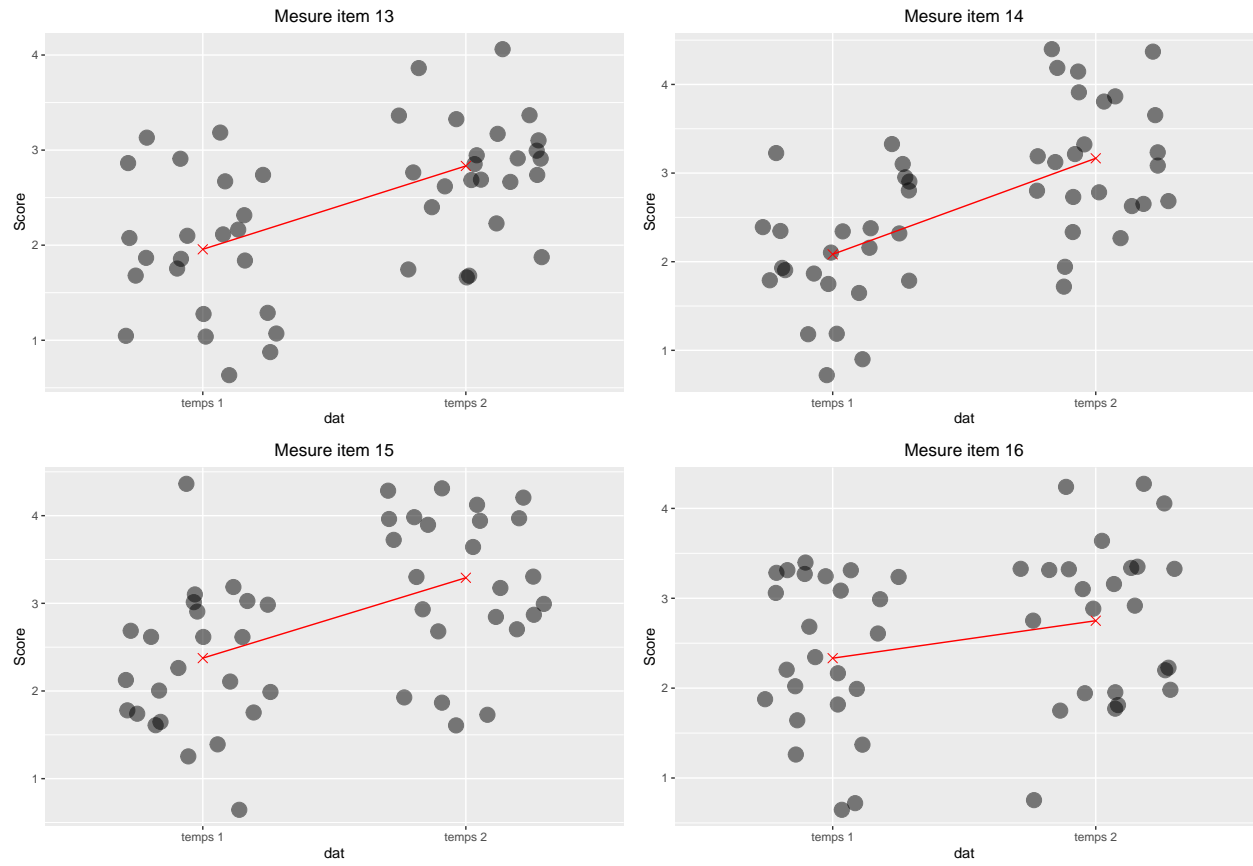 Mesure item 13
4
3
2
1
Score
temps 1
temps 2
dat
Mesure item 14
4
3
2
1
Score
temps 1
temps 2
dat
Mesure item 15
4
3
2
1
Score
temps 1
temps 2
dat
Mesure item 16
4
3
2
1
Score
temps 1
temps 2
dat